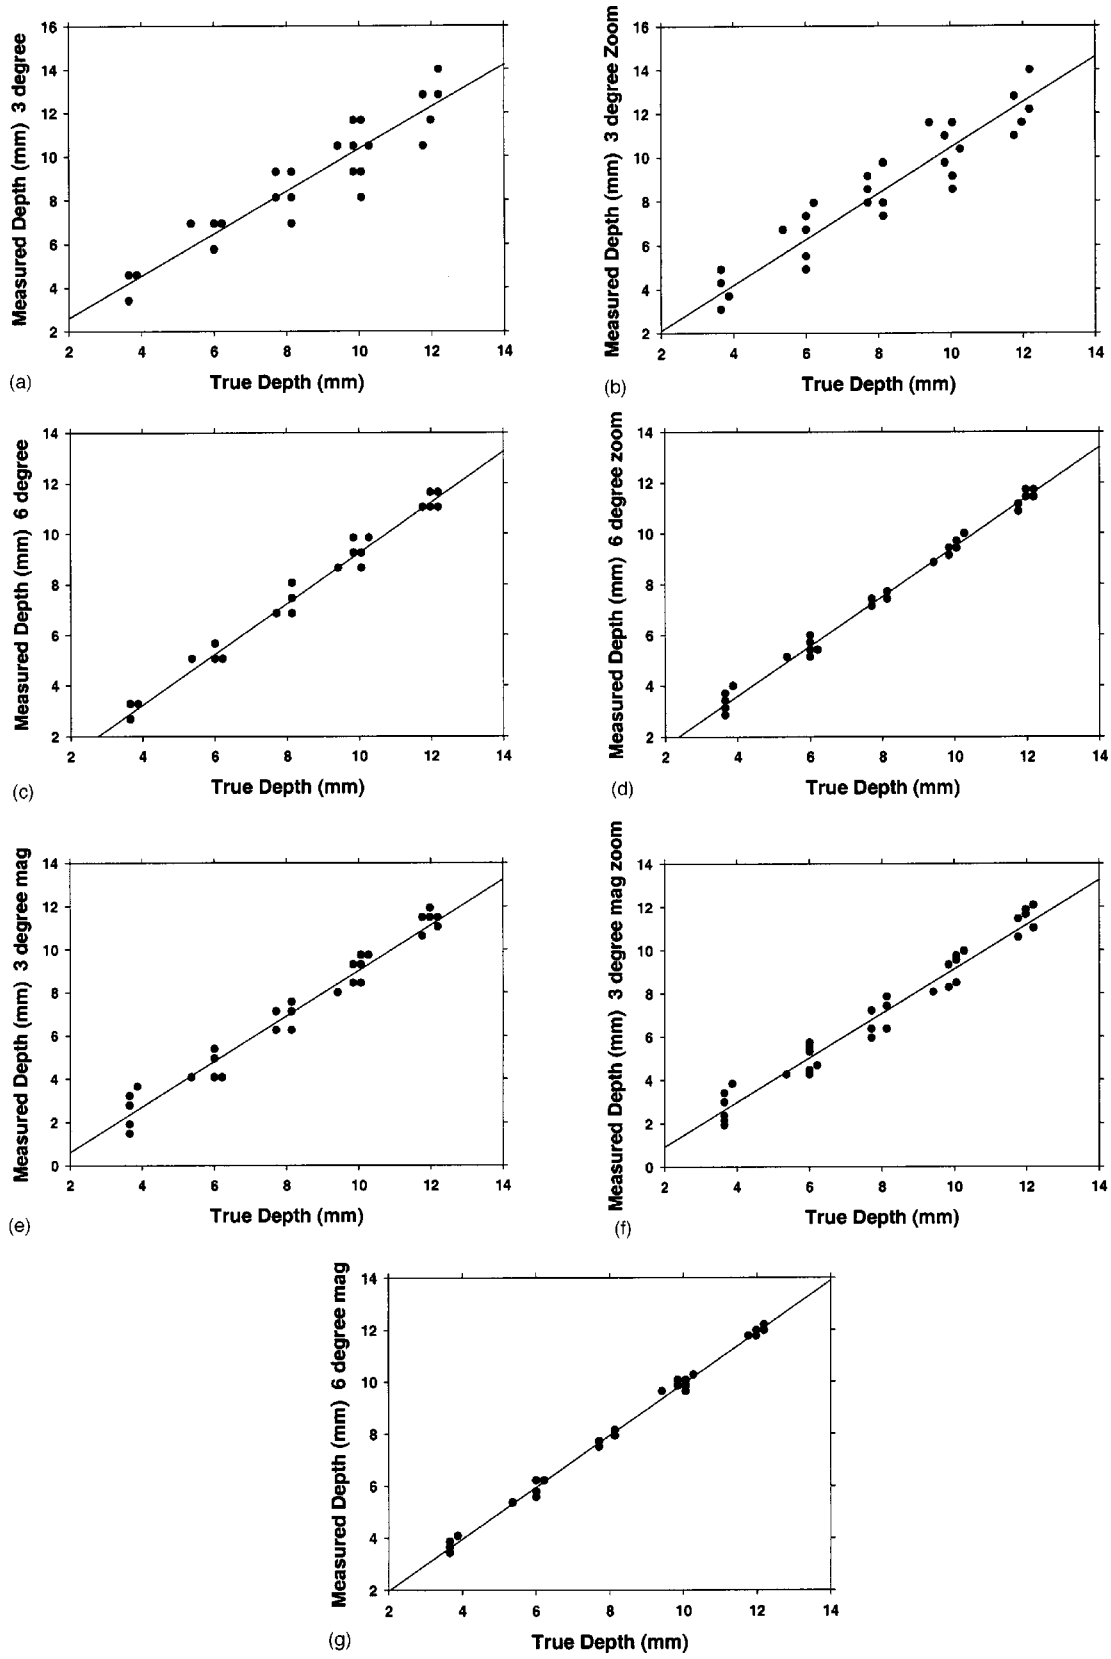 Measured Depth (mm) 3 degree
16
14
12
10
8
6
4
2
2 4 6 8 10 12 14
True Depth (mm)
(a)
Measured Depth (mm) 3 degree Zoom
16
14
12
10
8
6
4
2
2 4 6 8 10 12 14
True Depth (mm)
(b)
Measured Depth (mm) 6 degree
14
12
10
8
6
4
2
2 4 6 8 10 12 14
True Depth (mm)
(c)
Measured Depth (mm) 6 degree zoom
14
12
10
8
6
4
2
2 4 6 8 10 12 14
True Depth (mm)
(d)
Measured Depth (mm) 3 degree mag
14
12
10
8
6
4
2
0
2 4 6 8 10 12 14
True Depth (mm)
(e)
Measured Depth (mm) 3 degree mag zoom
14
12
10
8
6
4
2
0
2 4 6 8 10 12 14
True Depth (mm)
(f)
Measured Depth (mm) 6 degree mag
14
12
10
8
6
4
2
2 4 6 8 10 12 14
True Depth (mm)
(g)